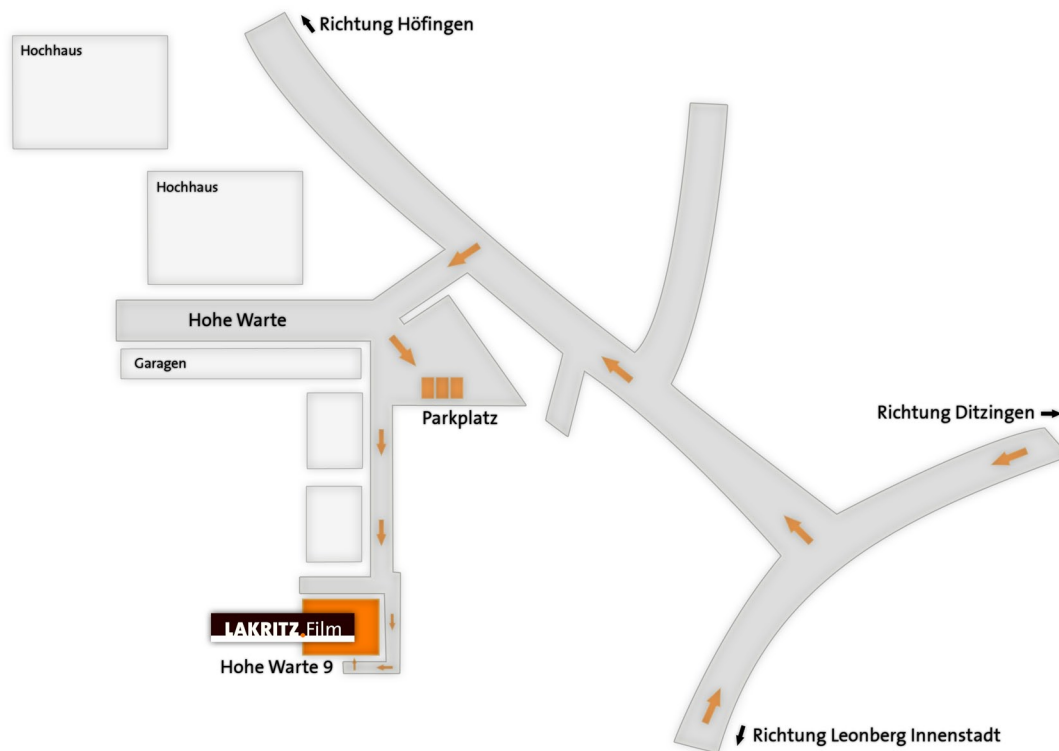 Richtung Höfingen
Hochhaus
Hochhaus
Hohe Warte
Garagen
Parkplatz
Richtung Ditzingen
LAKRITZ.Film
Hohe Warte 9
Richtung Leonberg Innenstadt